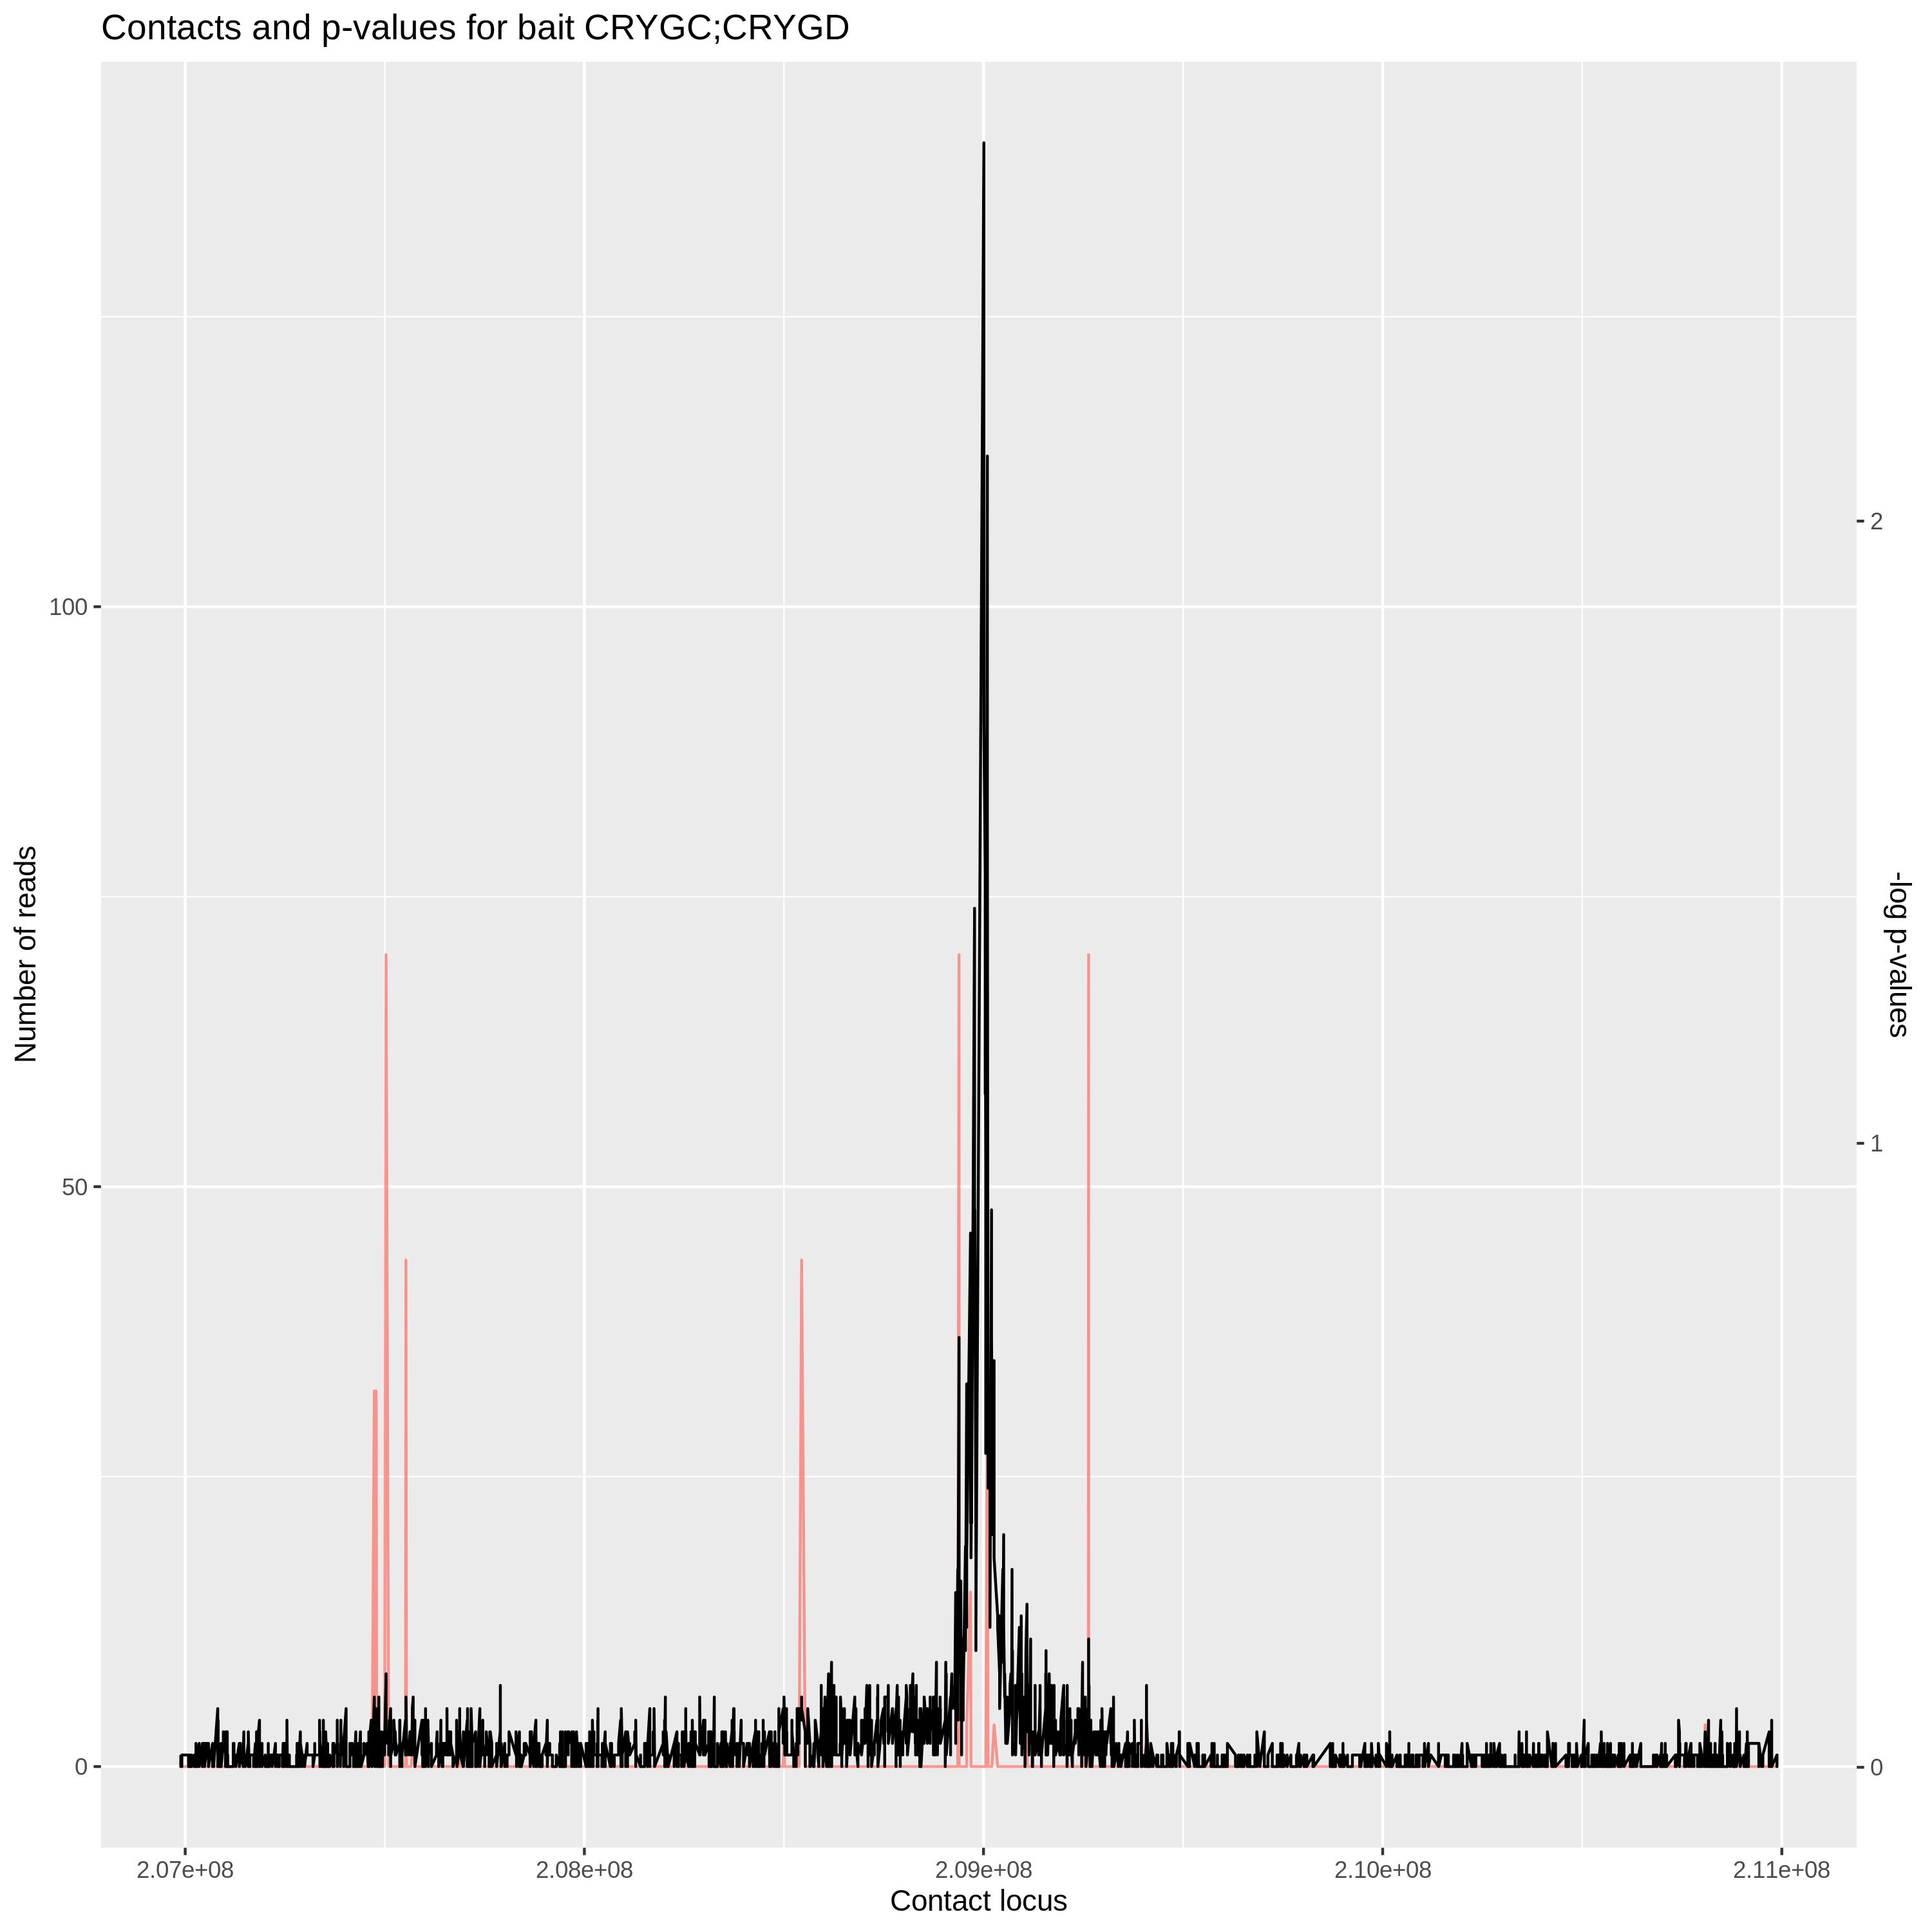 Contacts and p-values for bait CRYGC;CRYGD
Number of reads
100
50
0
2
1
0
-log p-values
2.07e+08 2.08e+08 2.09e+08 2.10e+08 2.11e+08
Contact locus